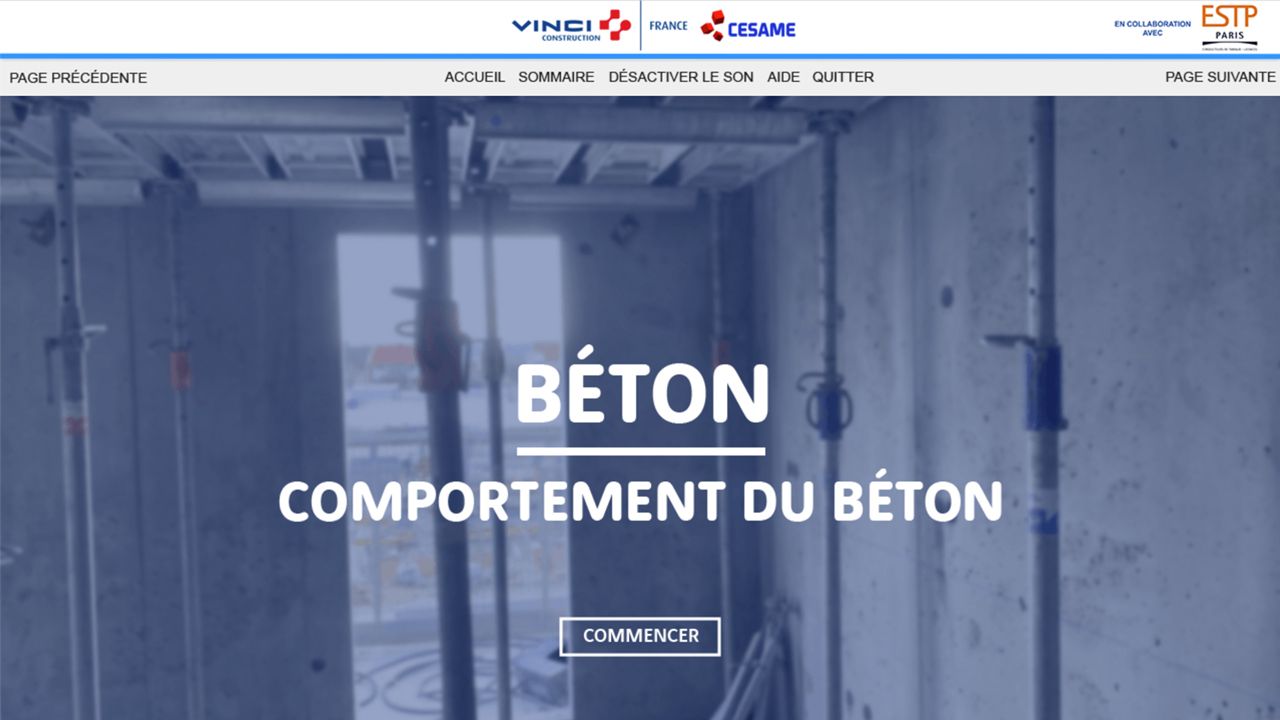 VINCI
CONSTRUCTION
FRANCE
CESAME
EN COLLABORATION
AVEC
ESTP
PARIS
PAGE PRÉCÉDENTE
ACCUEIL SOMMAIRE DÉSACTIVER LE SON AIDE QUITTER
PAGE SUIVANTE
BÉTON
COMPORTEMENT DU BÉTON
COMMENCER